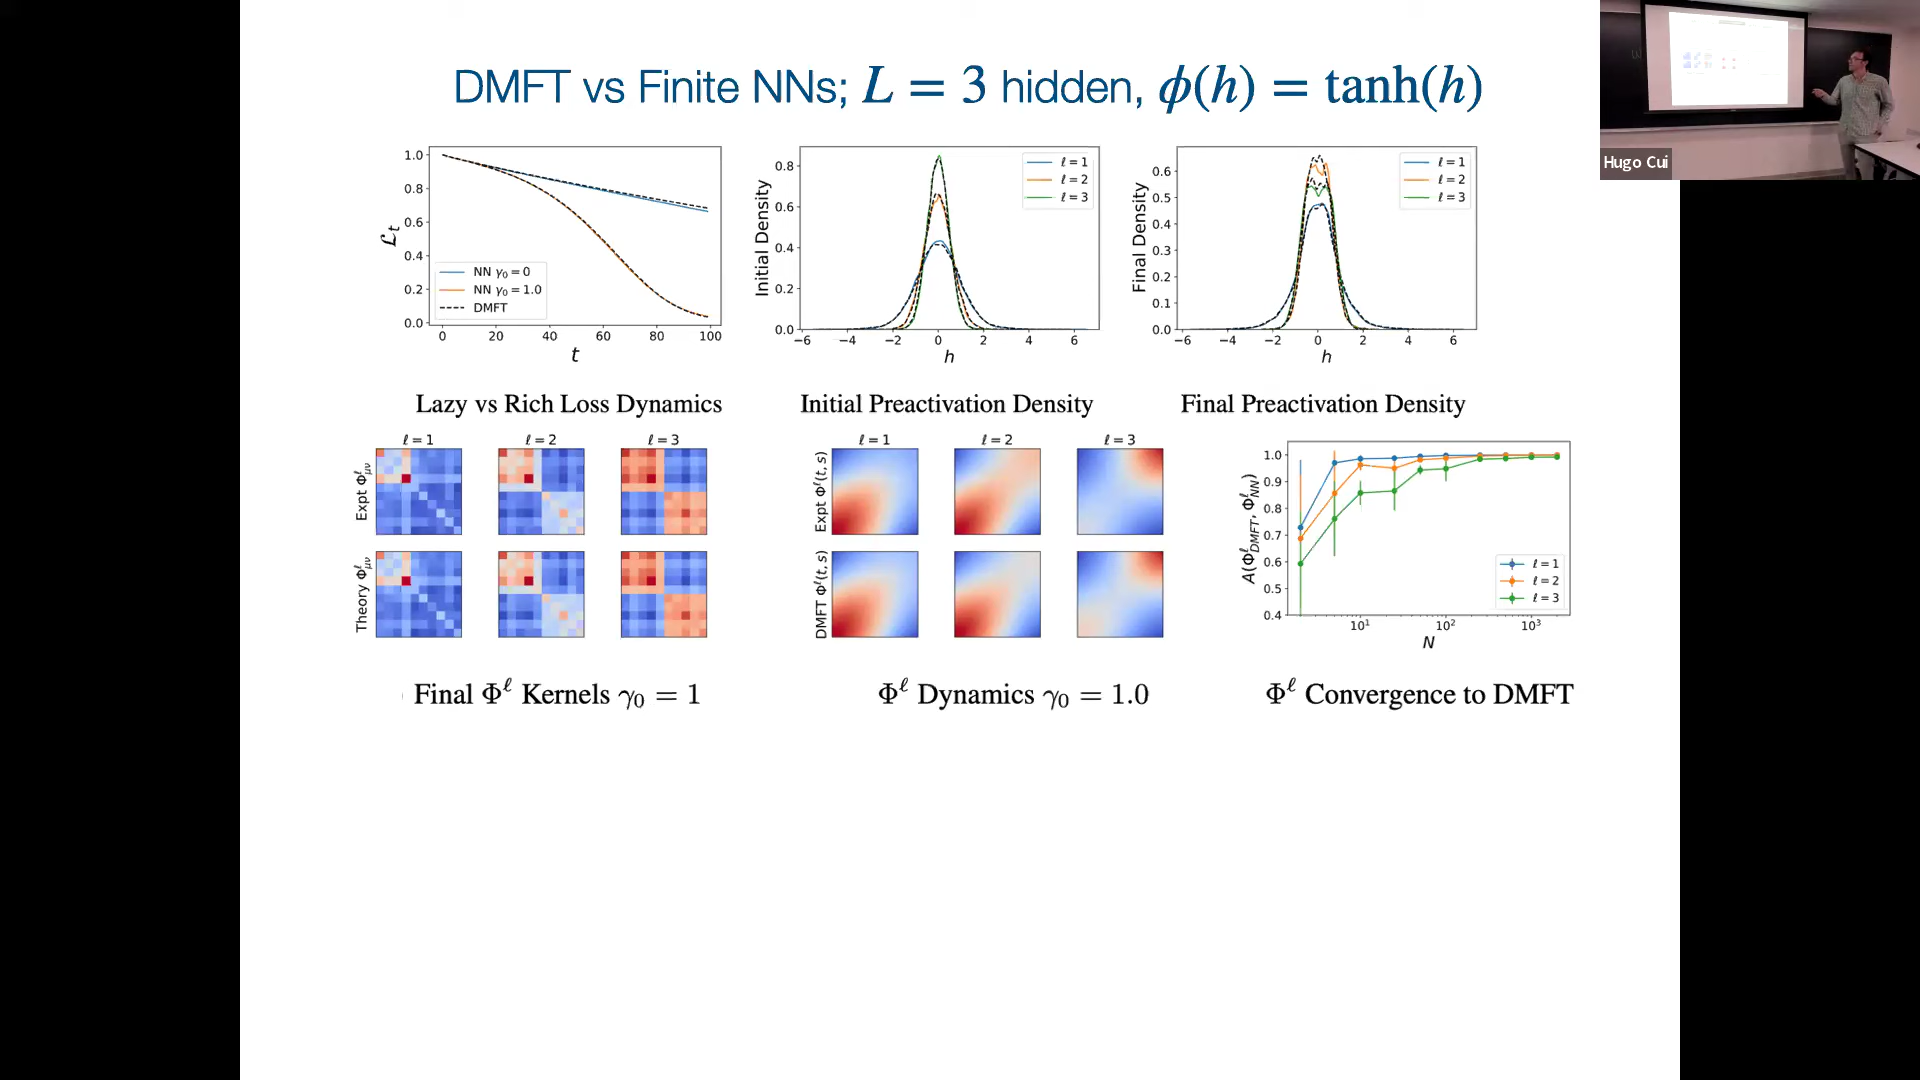 DMFT vs Finite NNs; L = 3 hidden, ϕ(h) = tanh(h)
1.0
0.8
0.6
0.4
0.2
0.0
ℒt
NN γ0 = 0
NN γ0 = 1.0
DMFT
0 20 40 60 80 100
t
Lazy vs Rich Loss Dynamics
0.8
0.6
0.4
0.2
0.0
Initial Density
ℓ = 1
ℓ = 2
ℓ = 3
−6 −4 −2 0 2 4 6
h
Initial Preactivation Density
0.6
0.5
0.4
0.3
0.2
0.1
0.0
Final Density
ℓ = 1
ℓ = 2
ℓ = 3
−6 −4 −2 0 2 4 6
h
Final Preactivation Density
ℓ = 1 ℓ = 2 ℓ = 3
Expt Φℓμν
Theory Φℓμν
Final Φℓ Kernels γ0 = 1
ℓ = 1 ℓ = 2 ℓ = 3
Expt Φℓ(t, s)
DMFT Φℓ(t, s)
Φℓ Dynamics γ0 = 1.0
1.0
0.9
0.8
0.7
0.6
0.5
0.4
A(ΦℓDMFT, ΦℓNN)
ℓ = 1
ℓ = 2
ℓ = 3
10¹ 10² 10³
N
Φℓ Convergence to DMFT
Hugo Cui